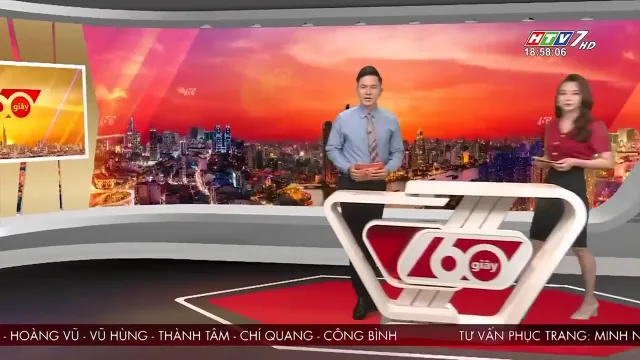 HTV7 HD
18:58:06
60
giây
60
giây
- HOÀNG VŨ - VŨ HÙNG - THÀNH TÂM - CHÍ QUANG - CÔNG BÌNH TƯ VẤN PHỤC TRANG: MINH N